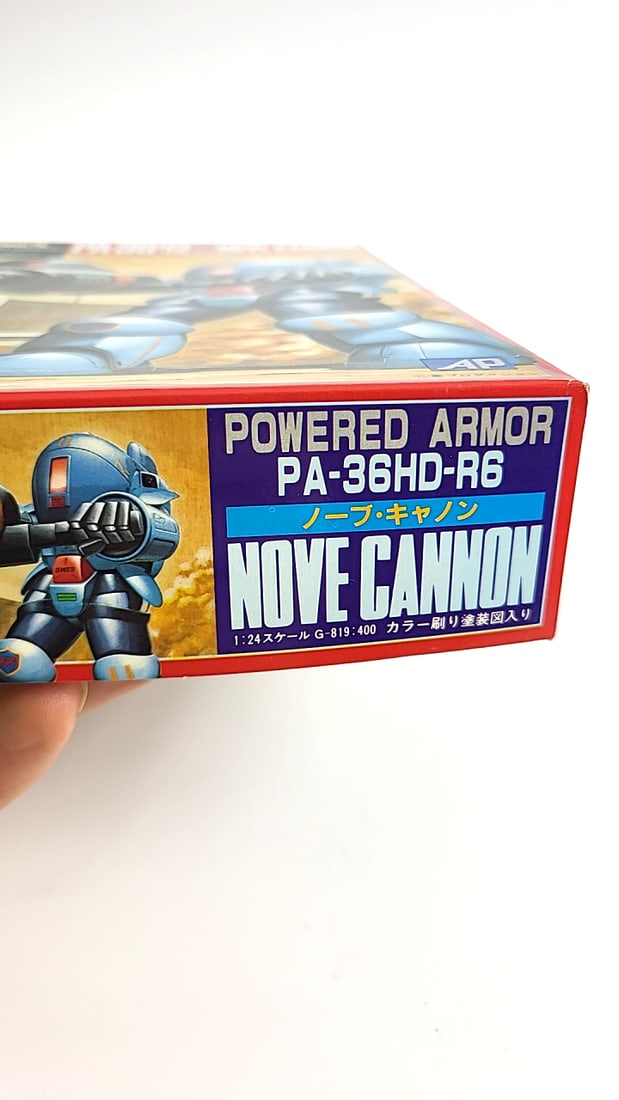 AP
POWERED ARMOR
PA-36HD-R6
ノーブ・キャノン
NOVE CANNON
1:24スケール G-819:400 カラー刷り塗装図入り